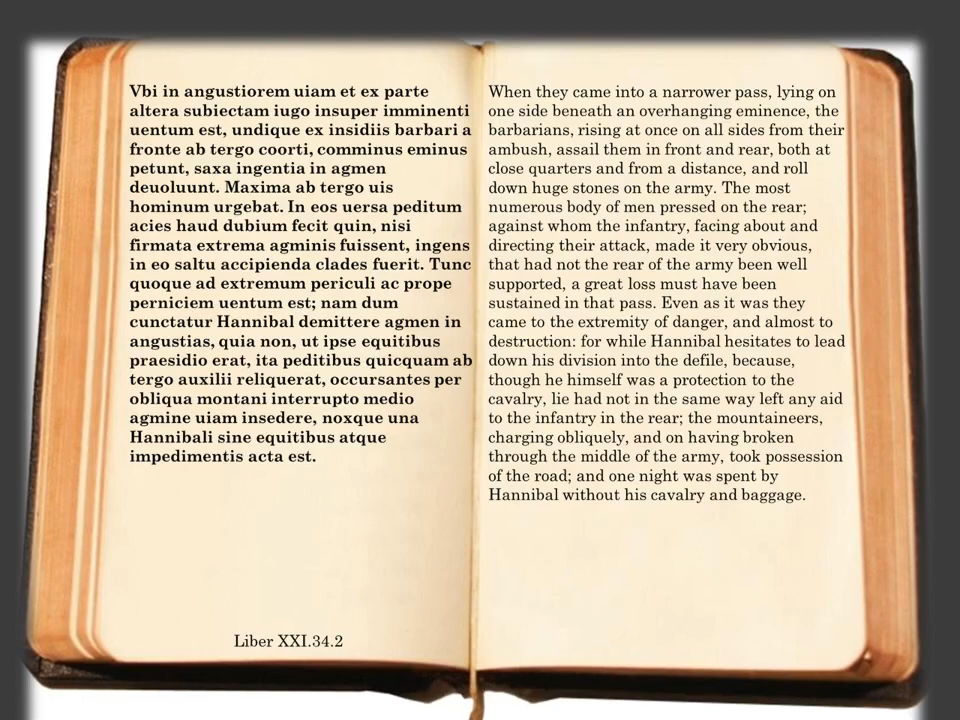 Vbi in angustiorem uiam et ex parte
altera subiectam iugo insuper imminenti
uentum est, undique ex insidiis barbari a
fronte ab tergo coorti, comminus eminus
petunt, saxa ingentia in agmen
deuoluunt. Maxima ab tergo uis
hominum urgebat. In eos uersa peditum
acies haud dubium fecit quin, nisi
firmata extrema agminis fuissent, ingens
in eo saltu accipienda clades fuerit. Tunc
quoque ad extremum periculi ac prope
perniciem uentum est; nam dum
cunctatur Hannibal demittere agmen in
angustias, quia non, ut ipse equitibus
praesidio erat, ita peditibus quicquam ab
tergo auxilii reliquerat, occursantes per
obliqua montani interrupto medio
agmine uiam insedere, noxque una
Hannibali sine equitibus atque
impedimentis acta est.
Liber XXI.34.2
When they came into a narrower pass, lying on
one side beneath an overhanging eminence, the
barbarians, rising at once on all sides from their
ambush, assail them in front and rear, both at
close quarters and from a distance, and roll
down huge stones on the army. The most
numerous body of men pressed on the rear;
against whom the infantry, facing about and
directing their attack, made it very obvious,
that had not the rear of the army been well
supported, a great loss must have been
sustained in that pass. Even as it was they
came to the extremity of danger, and almost to
destruction: for while Hannibal hesitates to lead
down his division into the defile, because,
though he himself was a protection to the
cavalry, lie had not in the same way left any aid
to the infantry in the rear; the mountaineers,
charging obliquely, and on having broken
through the middle of the army, took possession
of the road; and one night was spent by
Hannibal without his cavalry and baggage.